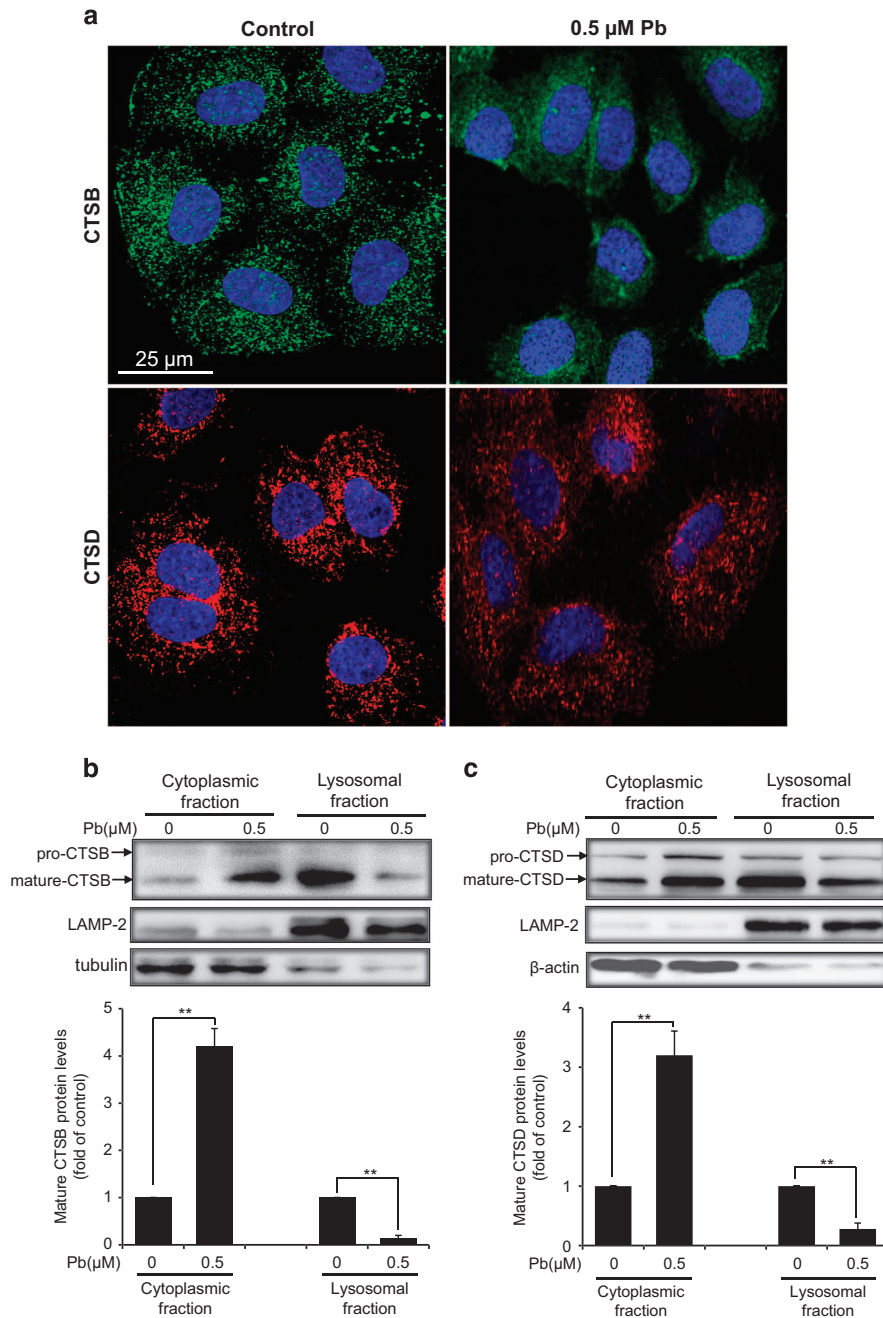 a
Control
0.5 µM Pb
CTSB
25 µm
CTSD
b
Cytoplasmic fraction
Lysosomal fraction
Pb(µM) 0 0.5 0 0.5
pro-CTSB
mature-CTSB
LAMP-2
tubulin
Mature CTSB protein levels
(fold of control)
5
4
3
2
1
0
**
**
Pb(µM) 0 0.5 0 0.5
Cytoplasmic fraction
Lysosomal fraction
c
Cytoplasmic fraction
Lysosomal fraction
Pb(µM) 0 0.5 0 0.5
pro-CTSD
mature-CTSD
LAMP-2
β-actin
Mature CTSD protein levels
(fold of control)
4
3
2
1
0
**
**
Pb(µM) 0 0.5 0 0.5
Cytoplasmic fraction
Lysosomal fraction